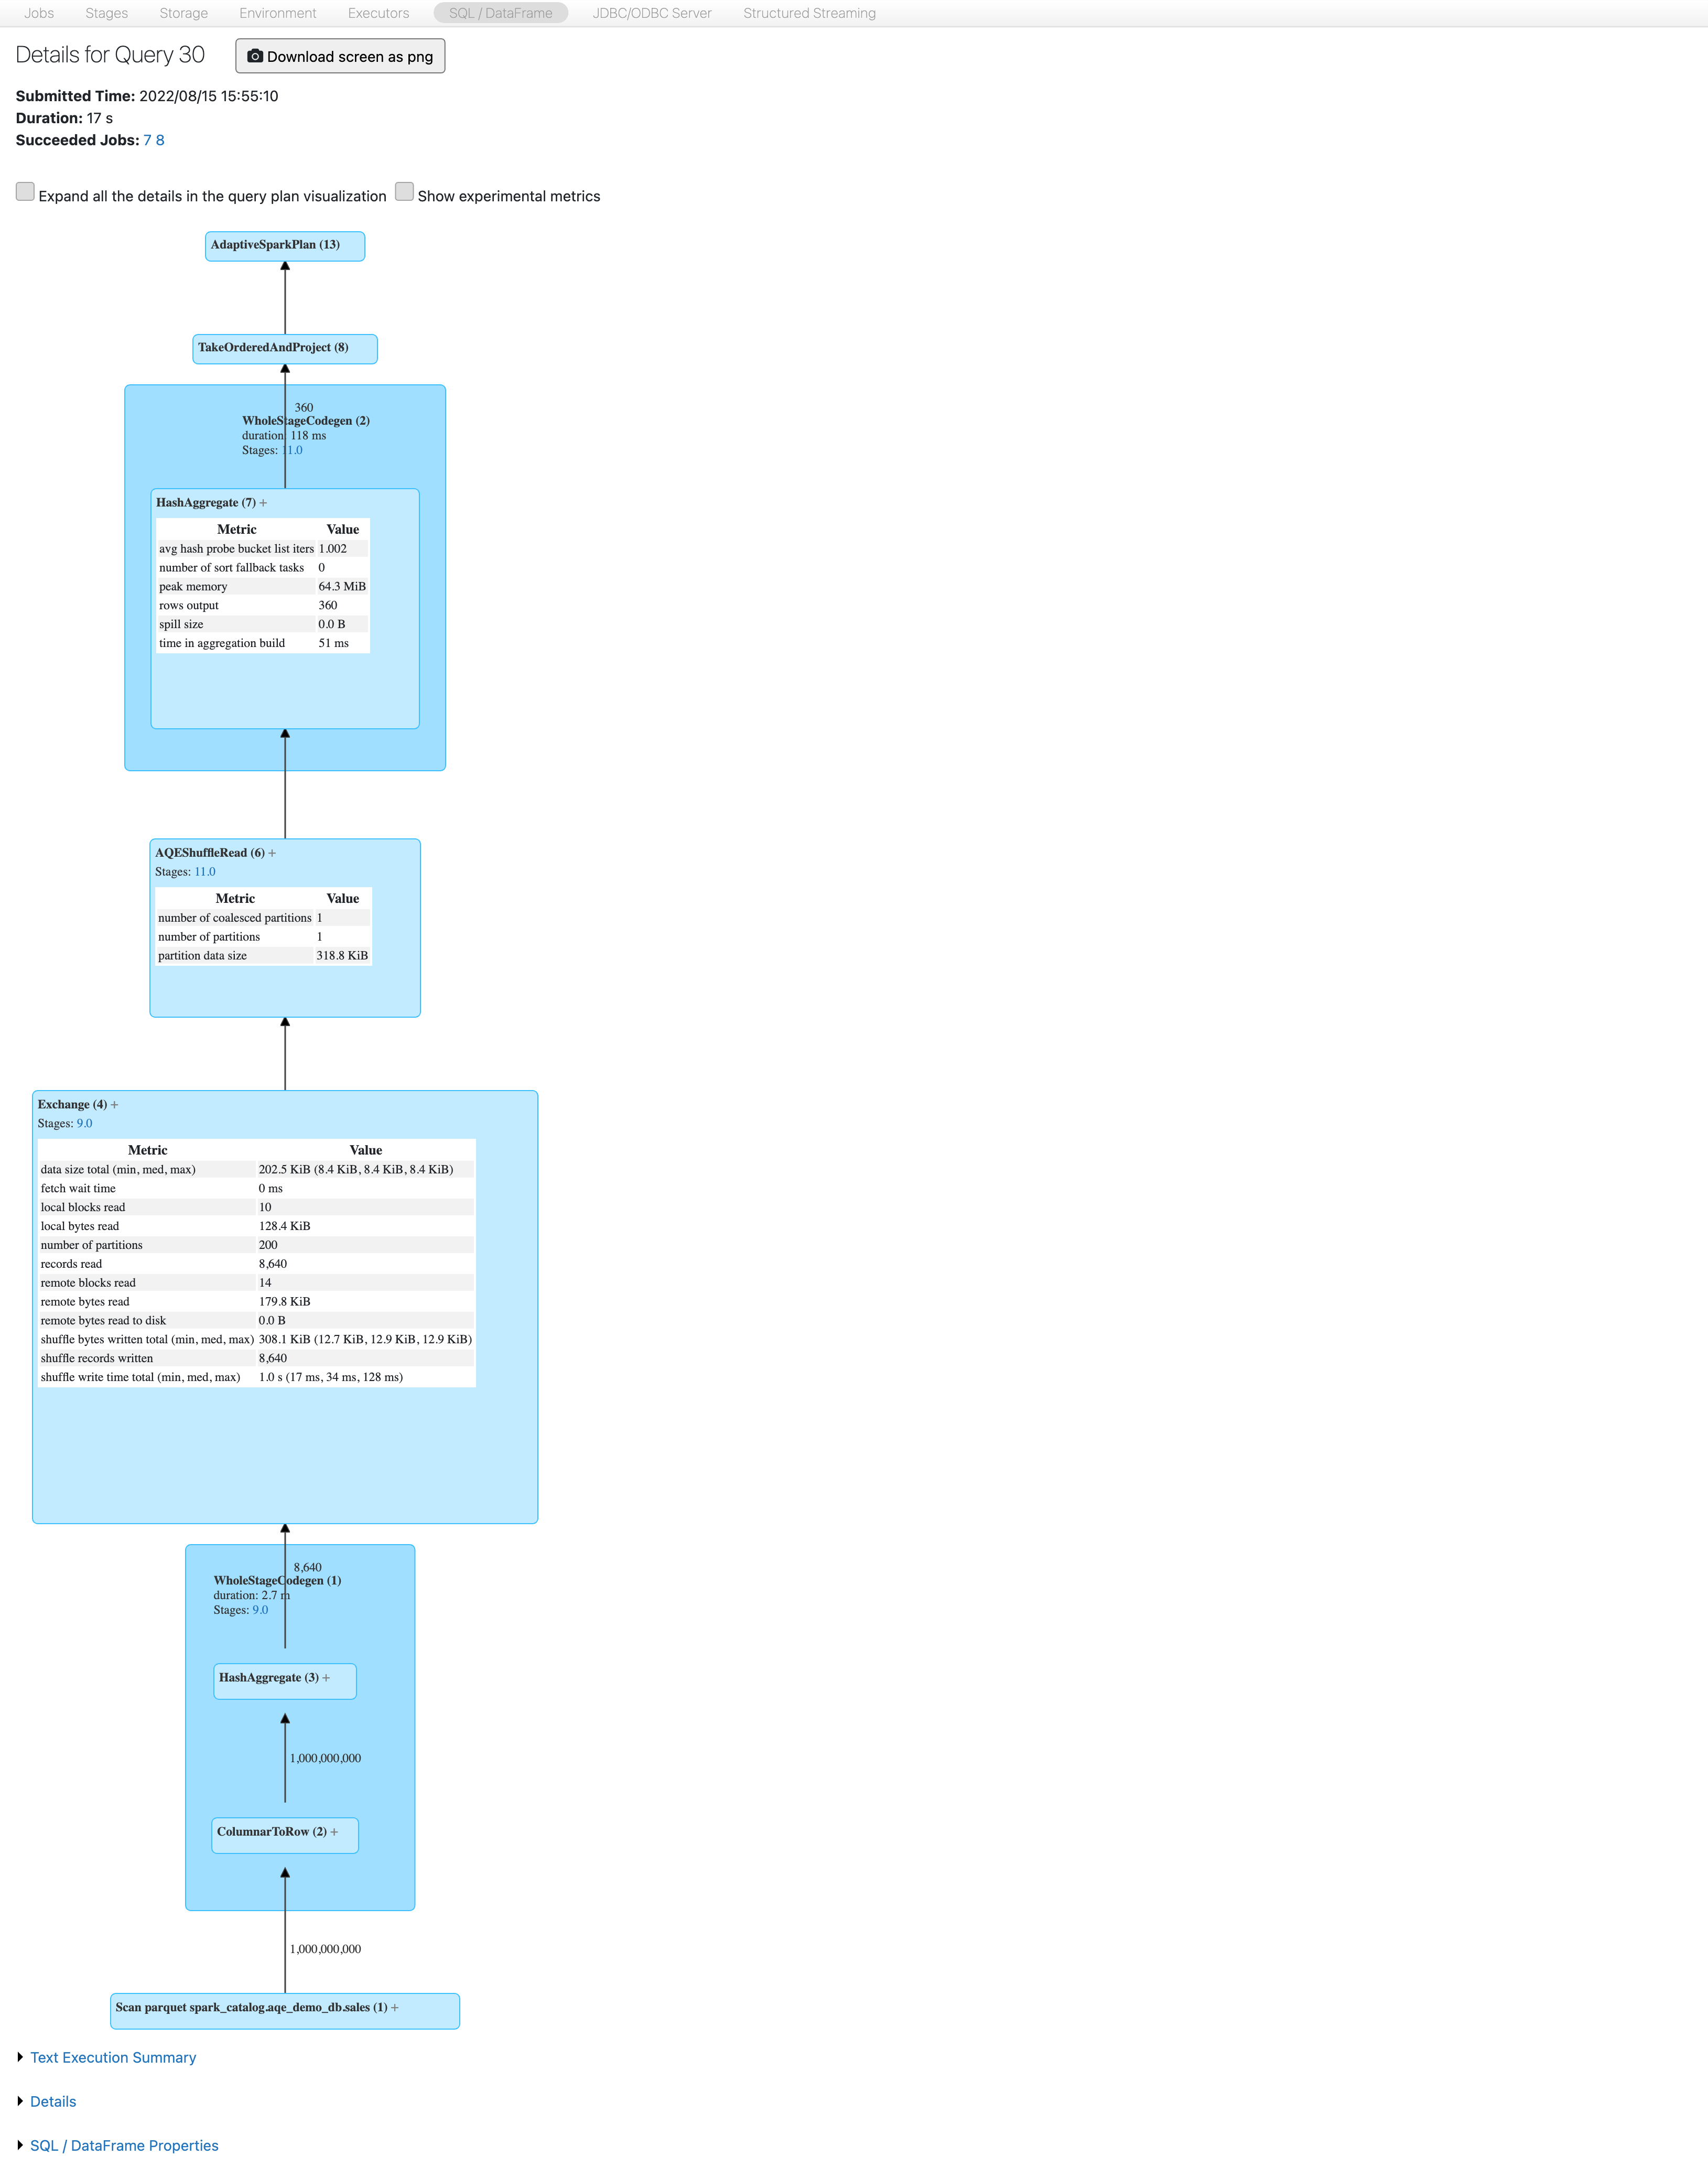 Jobs Stages Storage Environment Executors SQL / DataFrame JDBC/ODBC Server Structured Streaming
Details for Query 30 Download screen as png
Submitted Time: 2022/08/15 15:55:10
Duration: 17 s
Succeeded Jobs: 7 8
Expand all the details in the query plan visualization Show experimental metrics
AdaptiveSparkPlan (13)
TakeOrderedAndProject (8)
360
WholeStageCodegen (2)
duration: 118 ms
Stages: 11.0
HashAggregate (7) +
Metric Value
avg hash probe bucket list iters 1.002
number of sort fallback tasks 0
peak memory 64.3 MiB
rows output 360
spill size 0.0 B
time in aggregation build 51 ms
AQEShuffleRead (6) +
Stages: 11.0
Metric Value
number of coalesced partitions 1
number of partitions 1
partition data size 318.8 KiB
Exchange (4) +
Stages: 9.0
Metric Value
data size total (min, med, max) 202.5 KiB (8.4 KiB, 8.4 KiB, 8.4 KiB)
fetch wait time 0 ms
local blocks read 10
local bytes read 128.4 KiB
number of partitions 200
records read 8,640
remote blocks read 14
remote bytes read 179.8 KiB
remote bytes read to disk 0.0 B
shuffle bytes written total (min, med, max) 308.1 KiB (12.7 KiB, 12.9 KiB, 12.9 KiB)
shuffle records written 8,640
shuffle write time total (min, med, max) 1.0 s (17 ms, 34 ms, 128 ms)
8,640
WholeStageCodegen (1)
duration: 2.7 m
Stages: 9.0
HashAggregate (3) +
1,000,000,000
ColumnarToRow (2) +
1,000,000,000
Scan parquet spark_catalog.aqe_demo_db.sales (1) +
Text Execution Summary
Details
SQL / DataFrame Properties